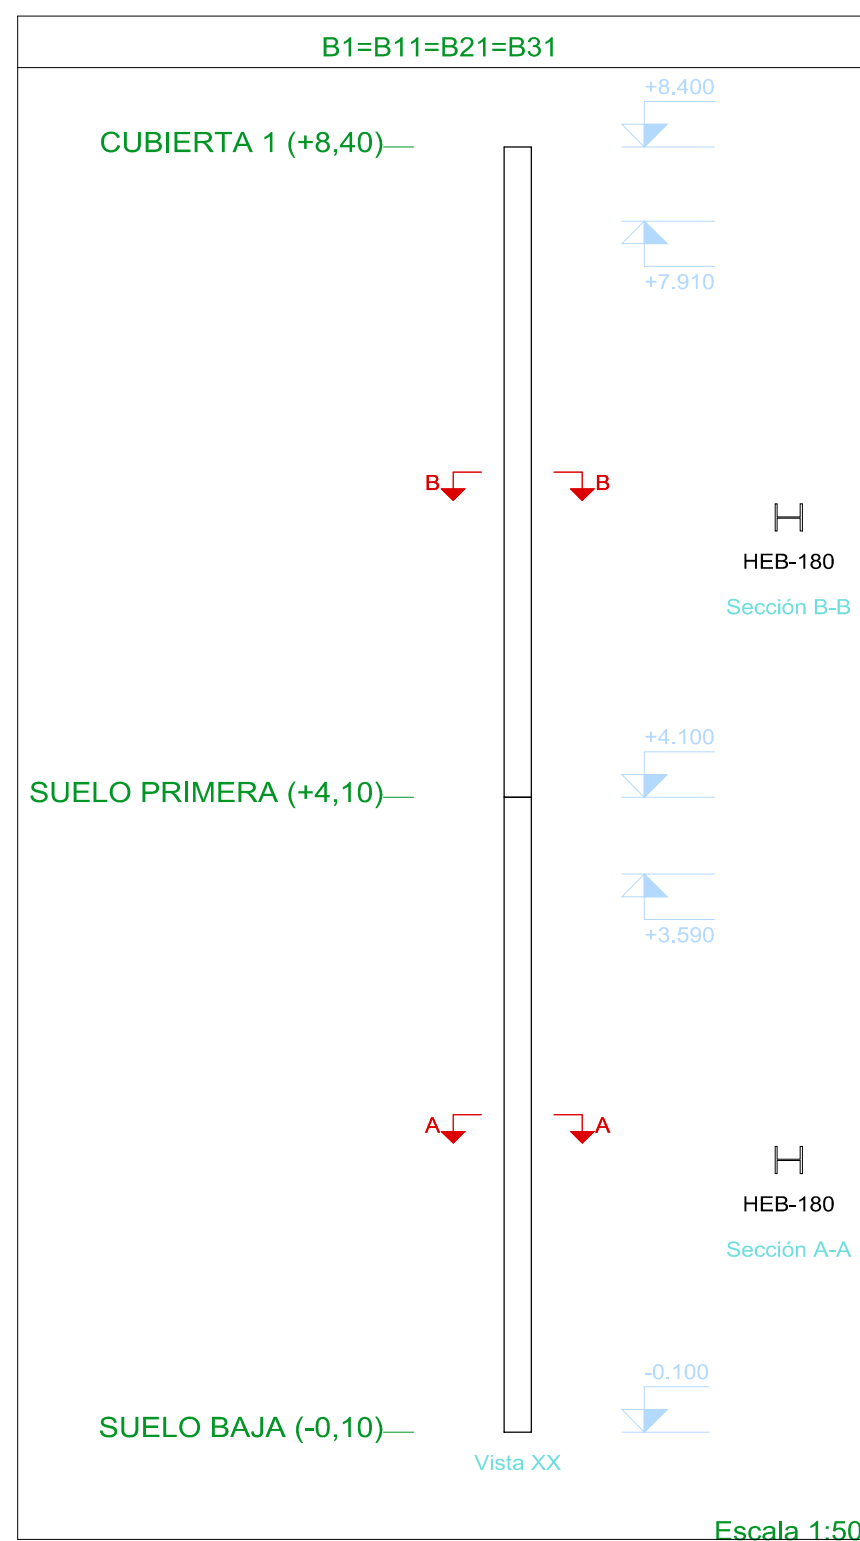 B1=B11=B21=B31
+8.400
CUBIERTA 1 (+8,40)
+7.910
B B
HEB-180
Sección B-B
+4.100
SUELO PRIMERA (+4,10)
+3.590
A A
HEB-180
Sección A-A
-0.100
SUELO BAJA (-0,10)
Vista XX
Escala 1:50